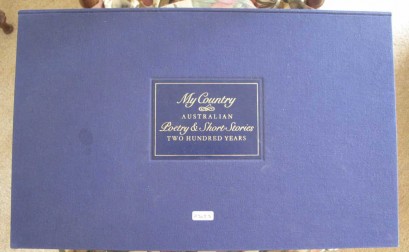 My Country
AUSTRALIAN
Poetry & Short Stories
TWO HUNDRED YEARS